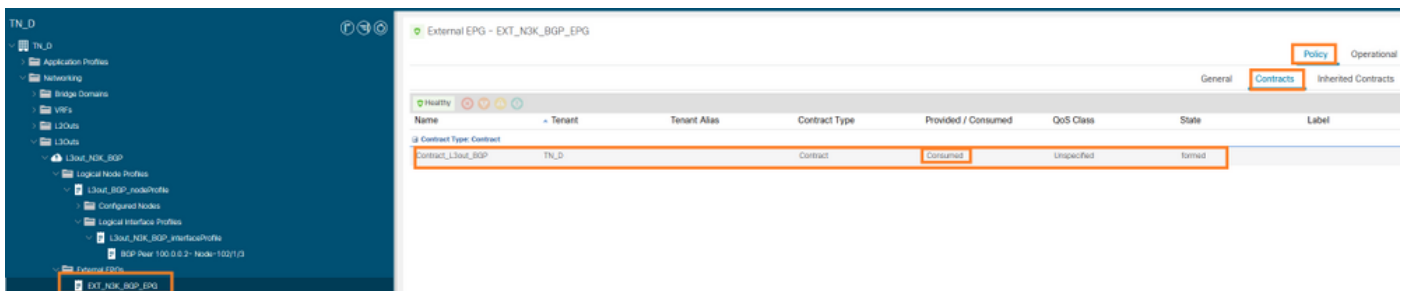 TN_D
TN_D
Application Profiles
Networking
Bridge Domains
VRFs
L2Outs
L3Outs
L3out_N3K_BGP
Logical Node Profiles
L3out_BGP_nodeProfile
Configured Nodes
Logical Interface Profiles
L3out_N3K_BGP_interfaceProfile
BGP Peer 100.0.0.2- Node-102/1/3
External EPGs
EXT_N3K_BGP_EPG
External EPG - EXT_N3K_BGP_EPG
Policy Operational
General Contracts Inherited Contracts
Healthy
Name Tenant Tenant Alias Contract Type Provided / Consumed QoS Class State Label
Contract Type: Contract
Contract_L3out_BGP TN_D Contract Consumed Unspecified formed